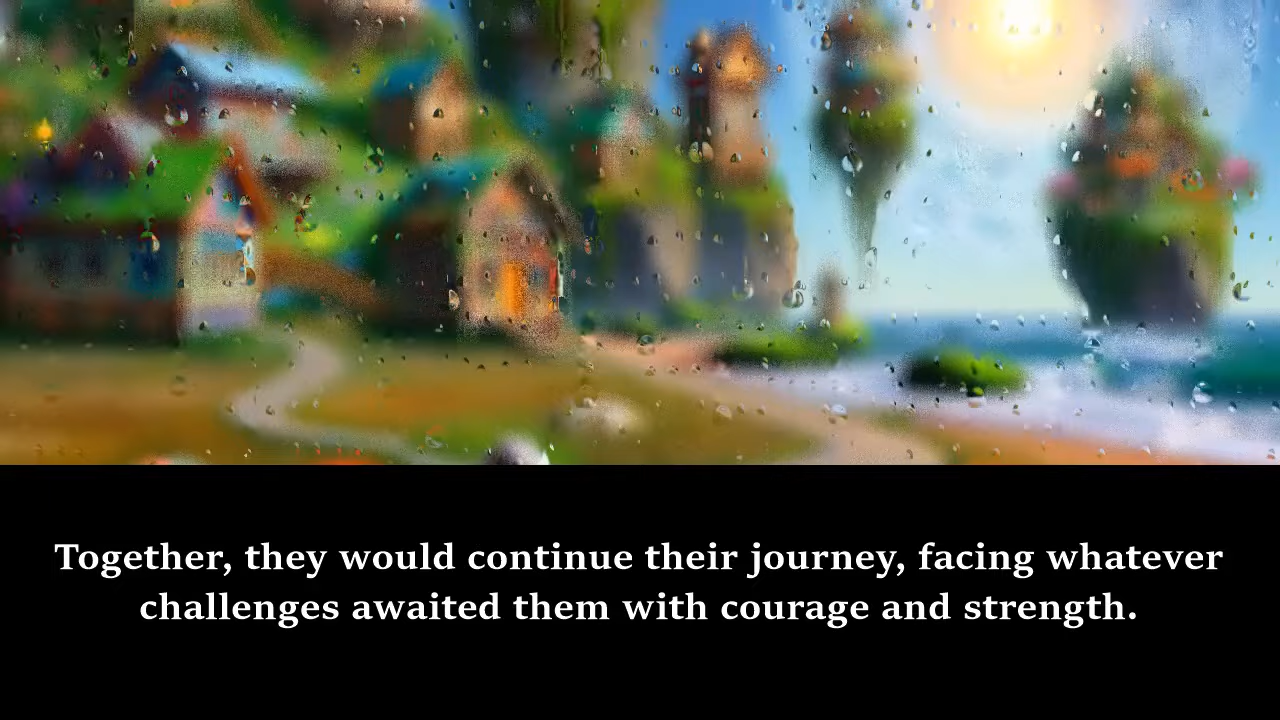 Together, they would continue their journey, facing whatever
challenges awaited them with courage and strength.